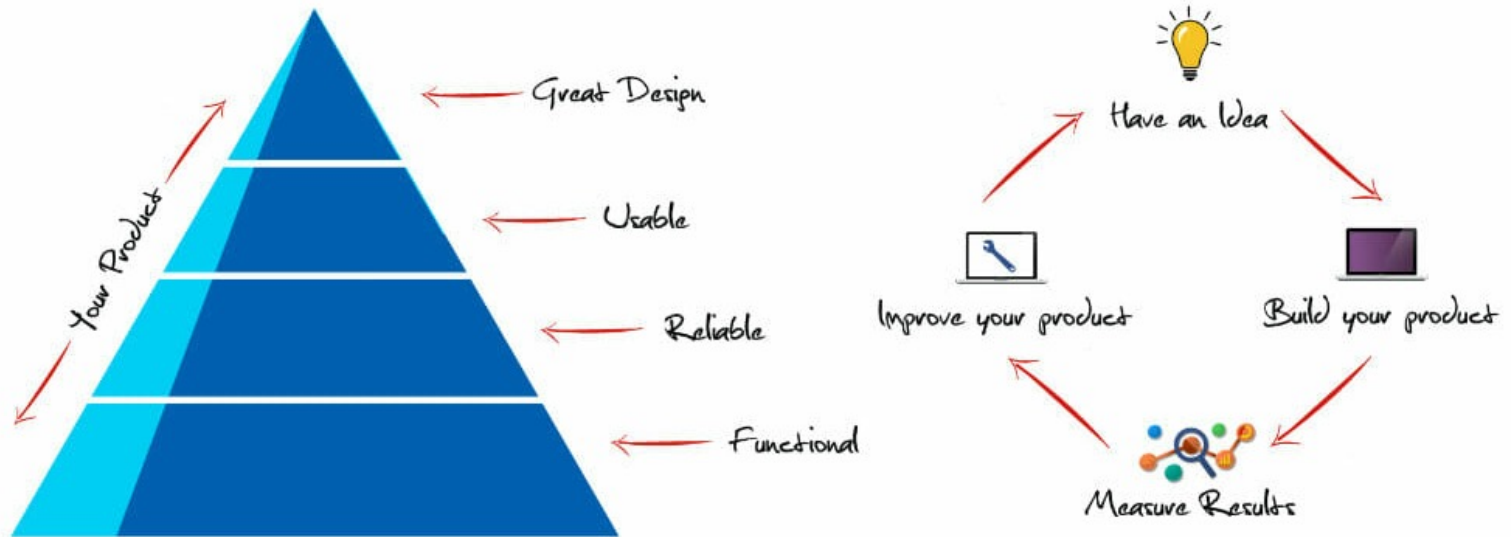 Great Design
Usable
Reliable
Functional
Your Product
Have an Idea
Build your product
Measure Results
Improve your product